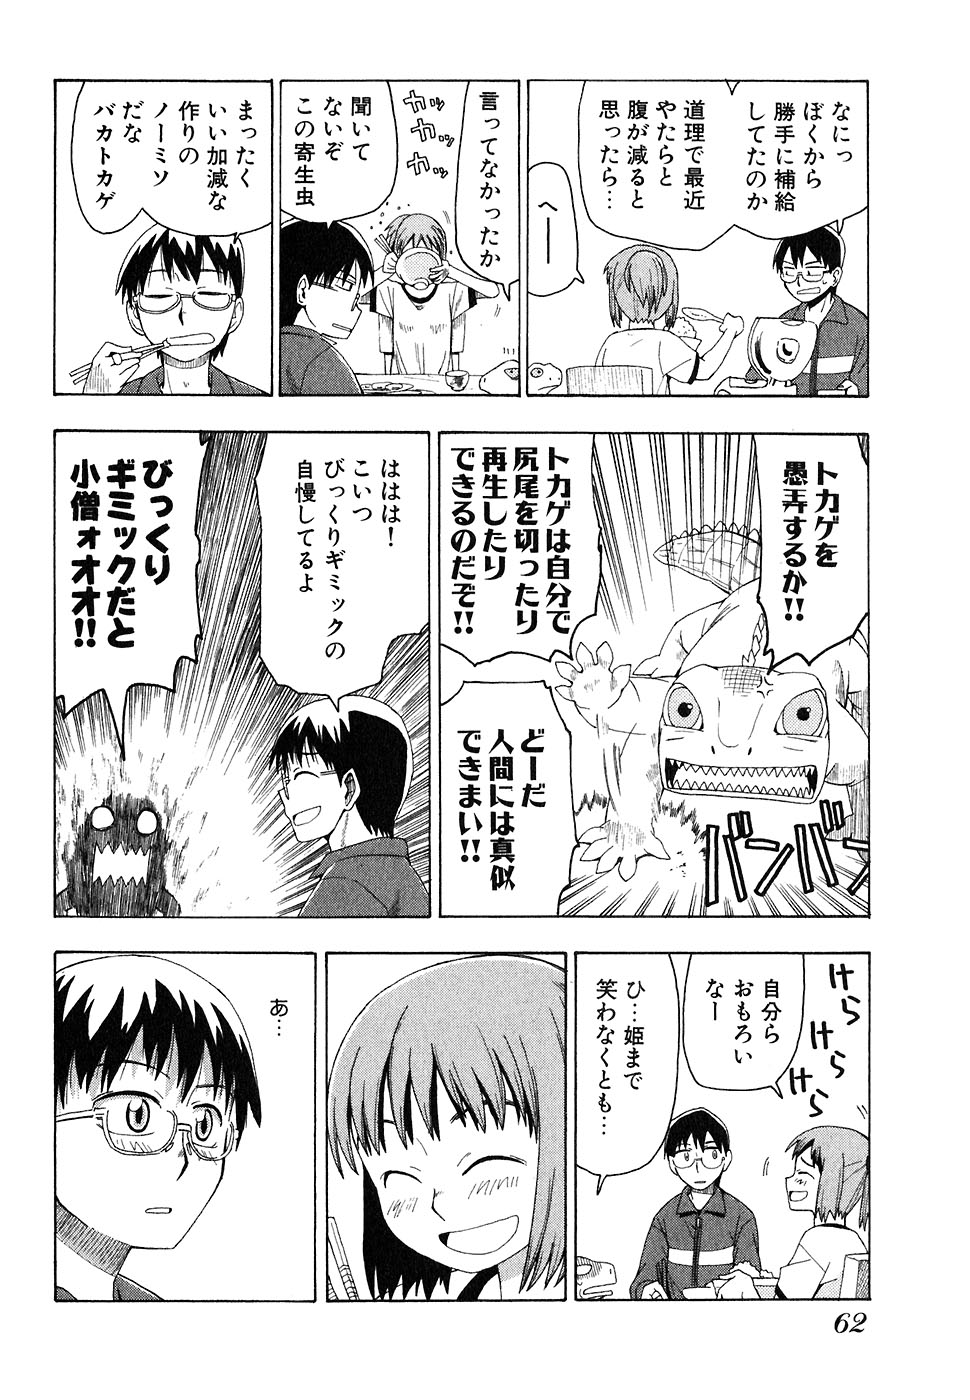 なにっ
ぼくから
勝手に補給
してたのか
道理で最近
やたらと
腹が減ると
思ったら…
へーー
言ってなかったか
カッ
カッ
カッ
聞いて
ないぞ
この寄生虫
まったく
いい加減な
作りの
ノーミソ
だな
バカトカゲ
トカゲを
愚弄するか!!
トカゲは自分で
尻尾を切ったり
再生したり
できるのだぞ!!
どーだ
人間には真似
できまい!!
バンバン
ははは！
こいつ
びっくりギミックの
自慢してるよ
びっくり
ギミックだと
小僧ォオオ!!
けら
けら
けら
自分ら
おもろい
なー
ひ…姫まで
笑わなくとも…
あ…
62